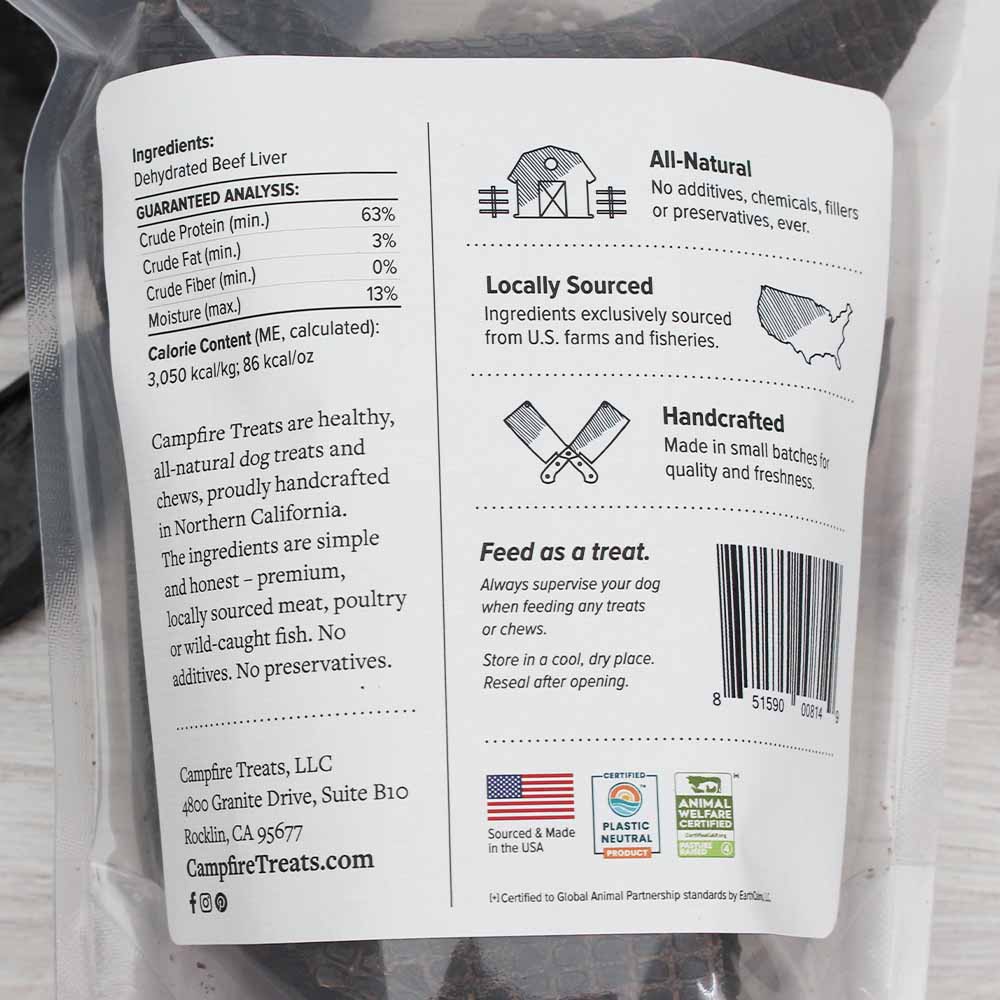 Ingredients:
Dehydrated Beef Liver
GUARANTEED ANALYSIS:
Crude Protein (min.) 63%
Crude Fat (min.) 3%
Crude Fiber (min.) 0%
Moisture (max.) 13%
Calorie Content (ME, calculated):
3,050 kcal/kg; 86 kcal/oz
Campfire Treats are healthy,
all-natural dog treats and
chews, proudly handcrafted
in Northern California.
The ingredients are simple
and honest – premium,
locally sourced meat, poultry
or wild-caught fish. No
additives. No preservatives.
Campfire Treats, LLC
4800 Granite Drive, Suite B10
Rocklin, CA 95677
CampfireTreats.com
All-Natural
No additives, chemicals, fillers
or preservatives, ever.
Locally Sourced
Ingredients exclusively sourced
from U.S. farms and fisheries.
Handcrafted
Made in small batches for
quality and freshness.
Feed as a treat.
Always supervise your dog
when feeding any treats
or chews.
Store in a cool, dry place.
Reseal after opening.
8 51590 00814 9
Sourced & Made
in the USA
CERTIFIED
PLASTIC
NEUTRAL
PRODUCT
ANIMAL
WELFARE
CERTIFIED
CertifiedGAP.org
PASTURE
RAISED 4
[+] Certified to Global Animal Partnership standards by